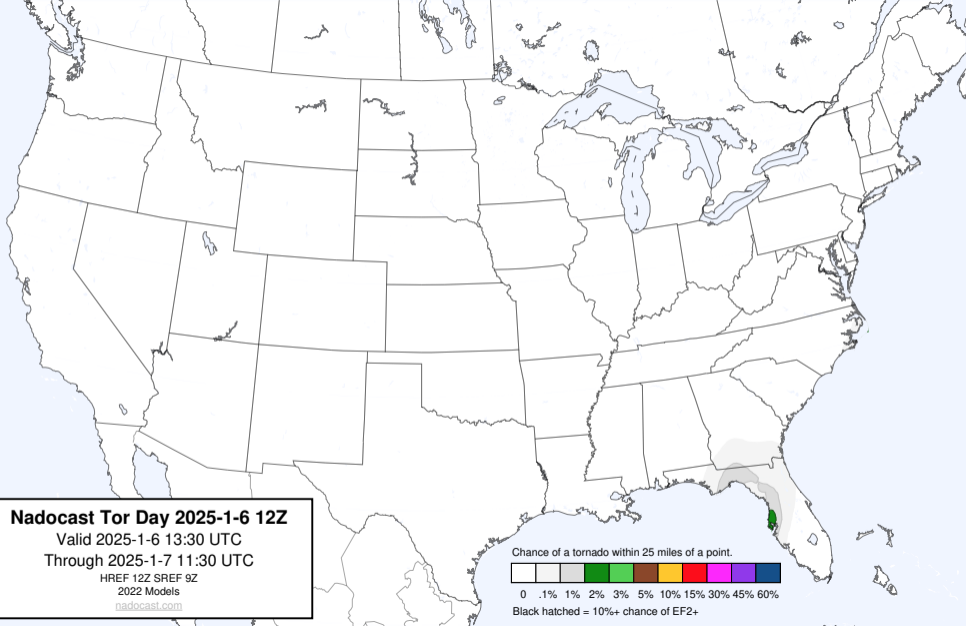 Nadocast Tor Day 2025-1-6 12Z
Valid 2025-1-6 13:30 UTC
Through 2025-1-7 11:30 UTC
HREF 12Z SREF 9Z
2022 Models
nadocast.com
Chance of a tornado within 25 miles of a point.
0 .1% 1% 2% 3% 5% 10% 15% 30% 45% 60%
Black hatched = 10%+ chance of EF2+